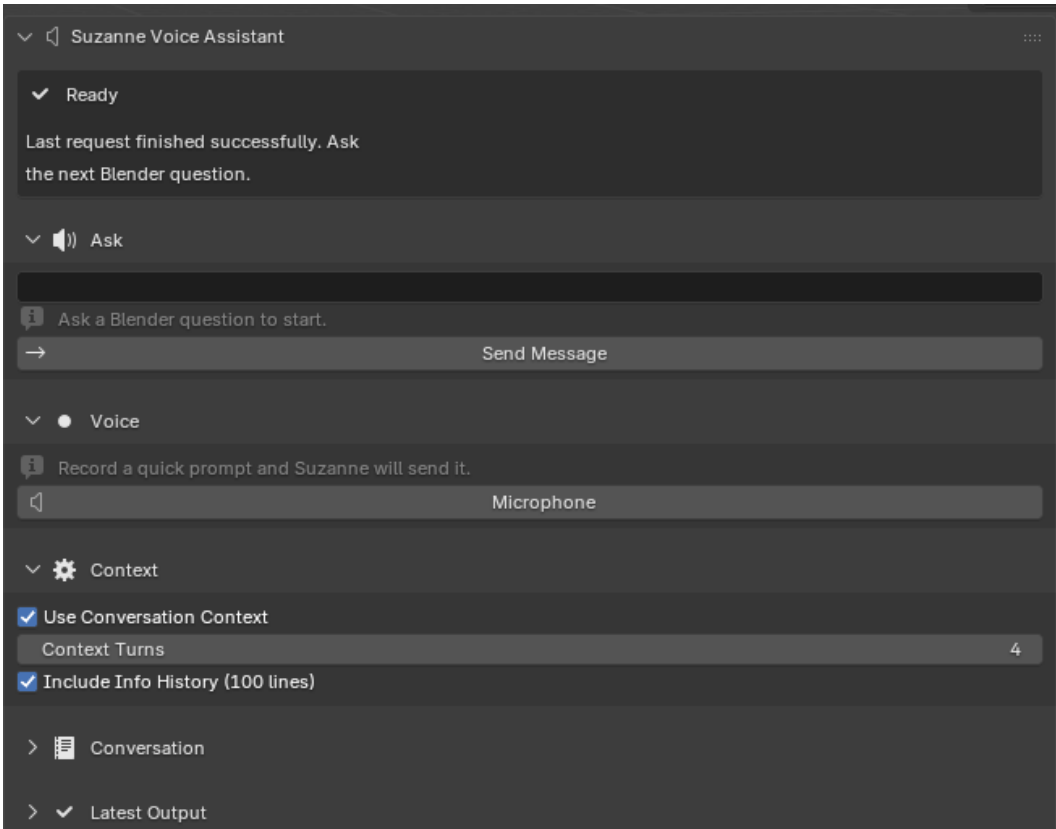 Suzanne Voice Assistant
Ready
Last request finished successfully. Ask
the next Blender question.
Ask
Ask a Blender question to start.
Send Message
Voice
Record a quick prompt and Suzanne will send it.
Microphone
Context
Use Conversation Context
Context Turns 4
Include Info History (100 lines)
Conversation
Latest Output